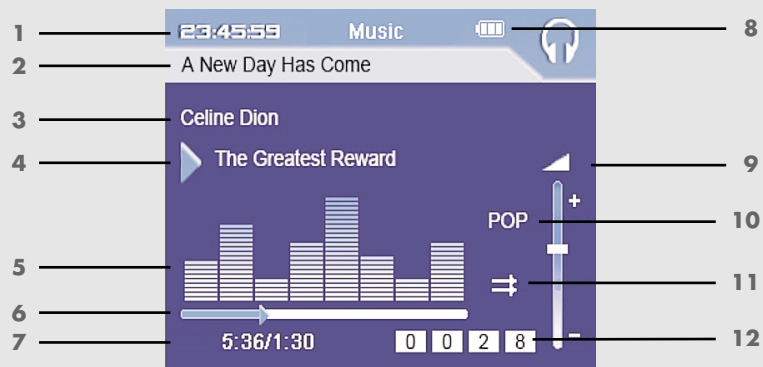 1 23:45:59 Music 8
2 A New Day Has Come
3 Celine Dion
4 The Greatest Reward 9
+
POP 10
5 11
6
7 5:36/1:30 0 0 2 8 - 12